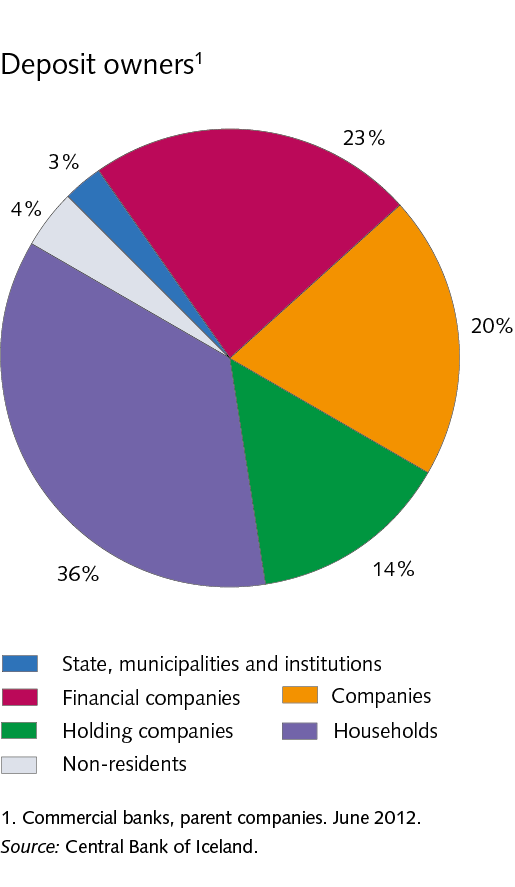 Deposit owners¹
23%
3%
4%
20%
14%
36%
State, municipalities and institutions
Financial companies
Companies
Holding companies
Households
Non-residents
1. Commercial banks, parent companies. June 2012.
Source: Central Bank of Iceland.